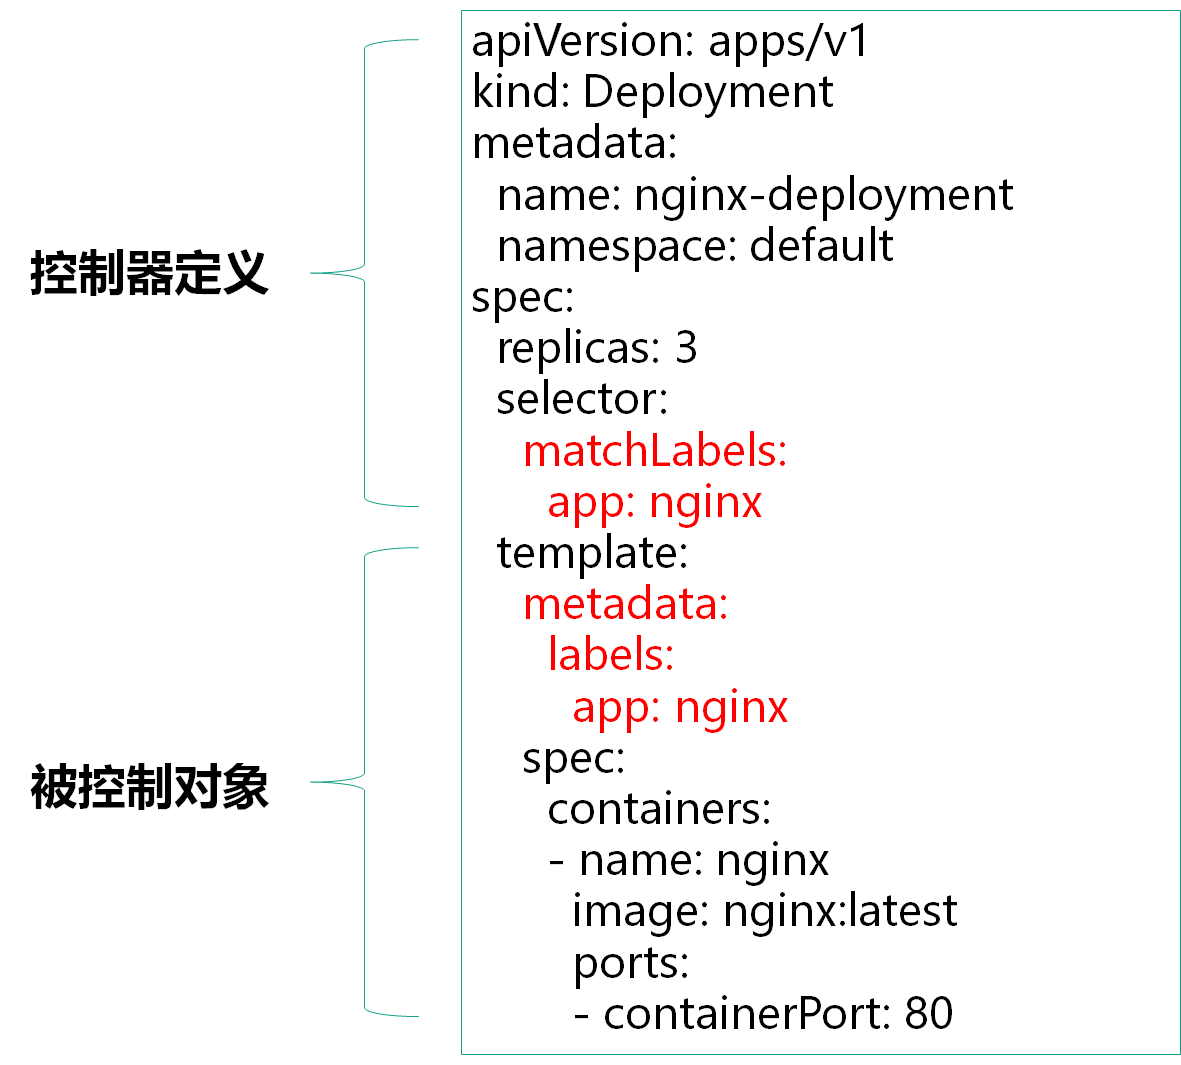 apiVersion: apps/v1
kind: Deployment
metadata:
  name: nginx-deployment
  namespace: default
控制器定义
spec:
  replicas: 3
  selector:
    matchLabels:
      app: nginx
  template:
    metadata:
      labels:
        app: nginx
被控制对象
    spec:
      containers:
      - name: nginx
        image: nginx:latest
        ports:
        - containerPort: 80